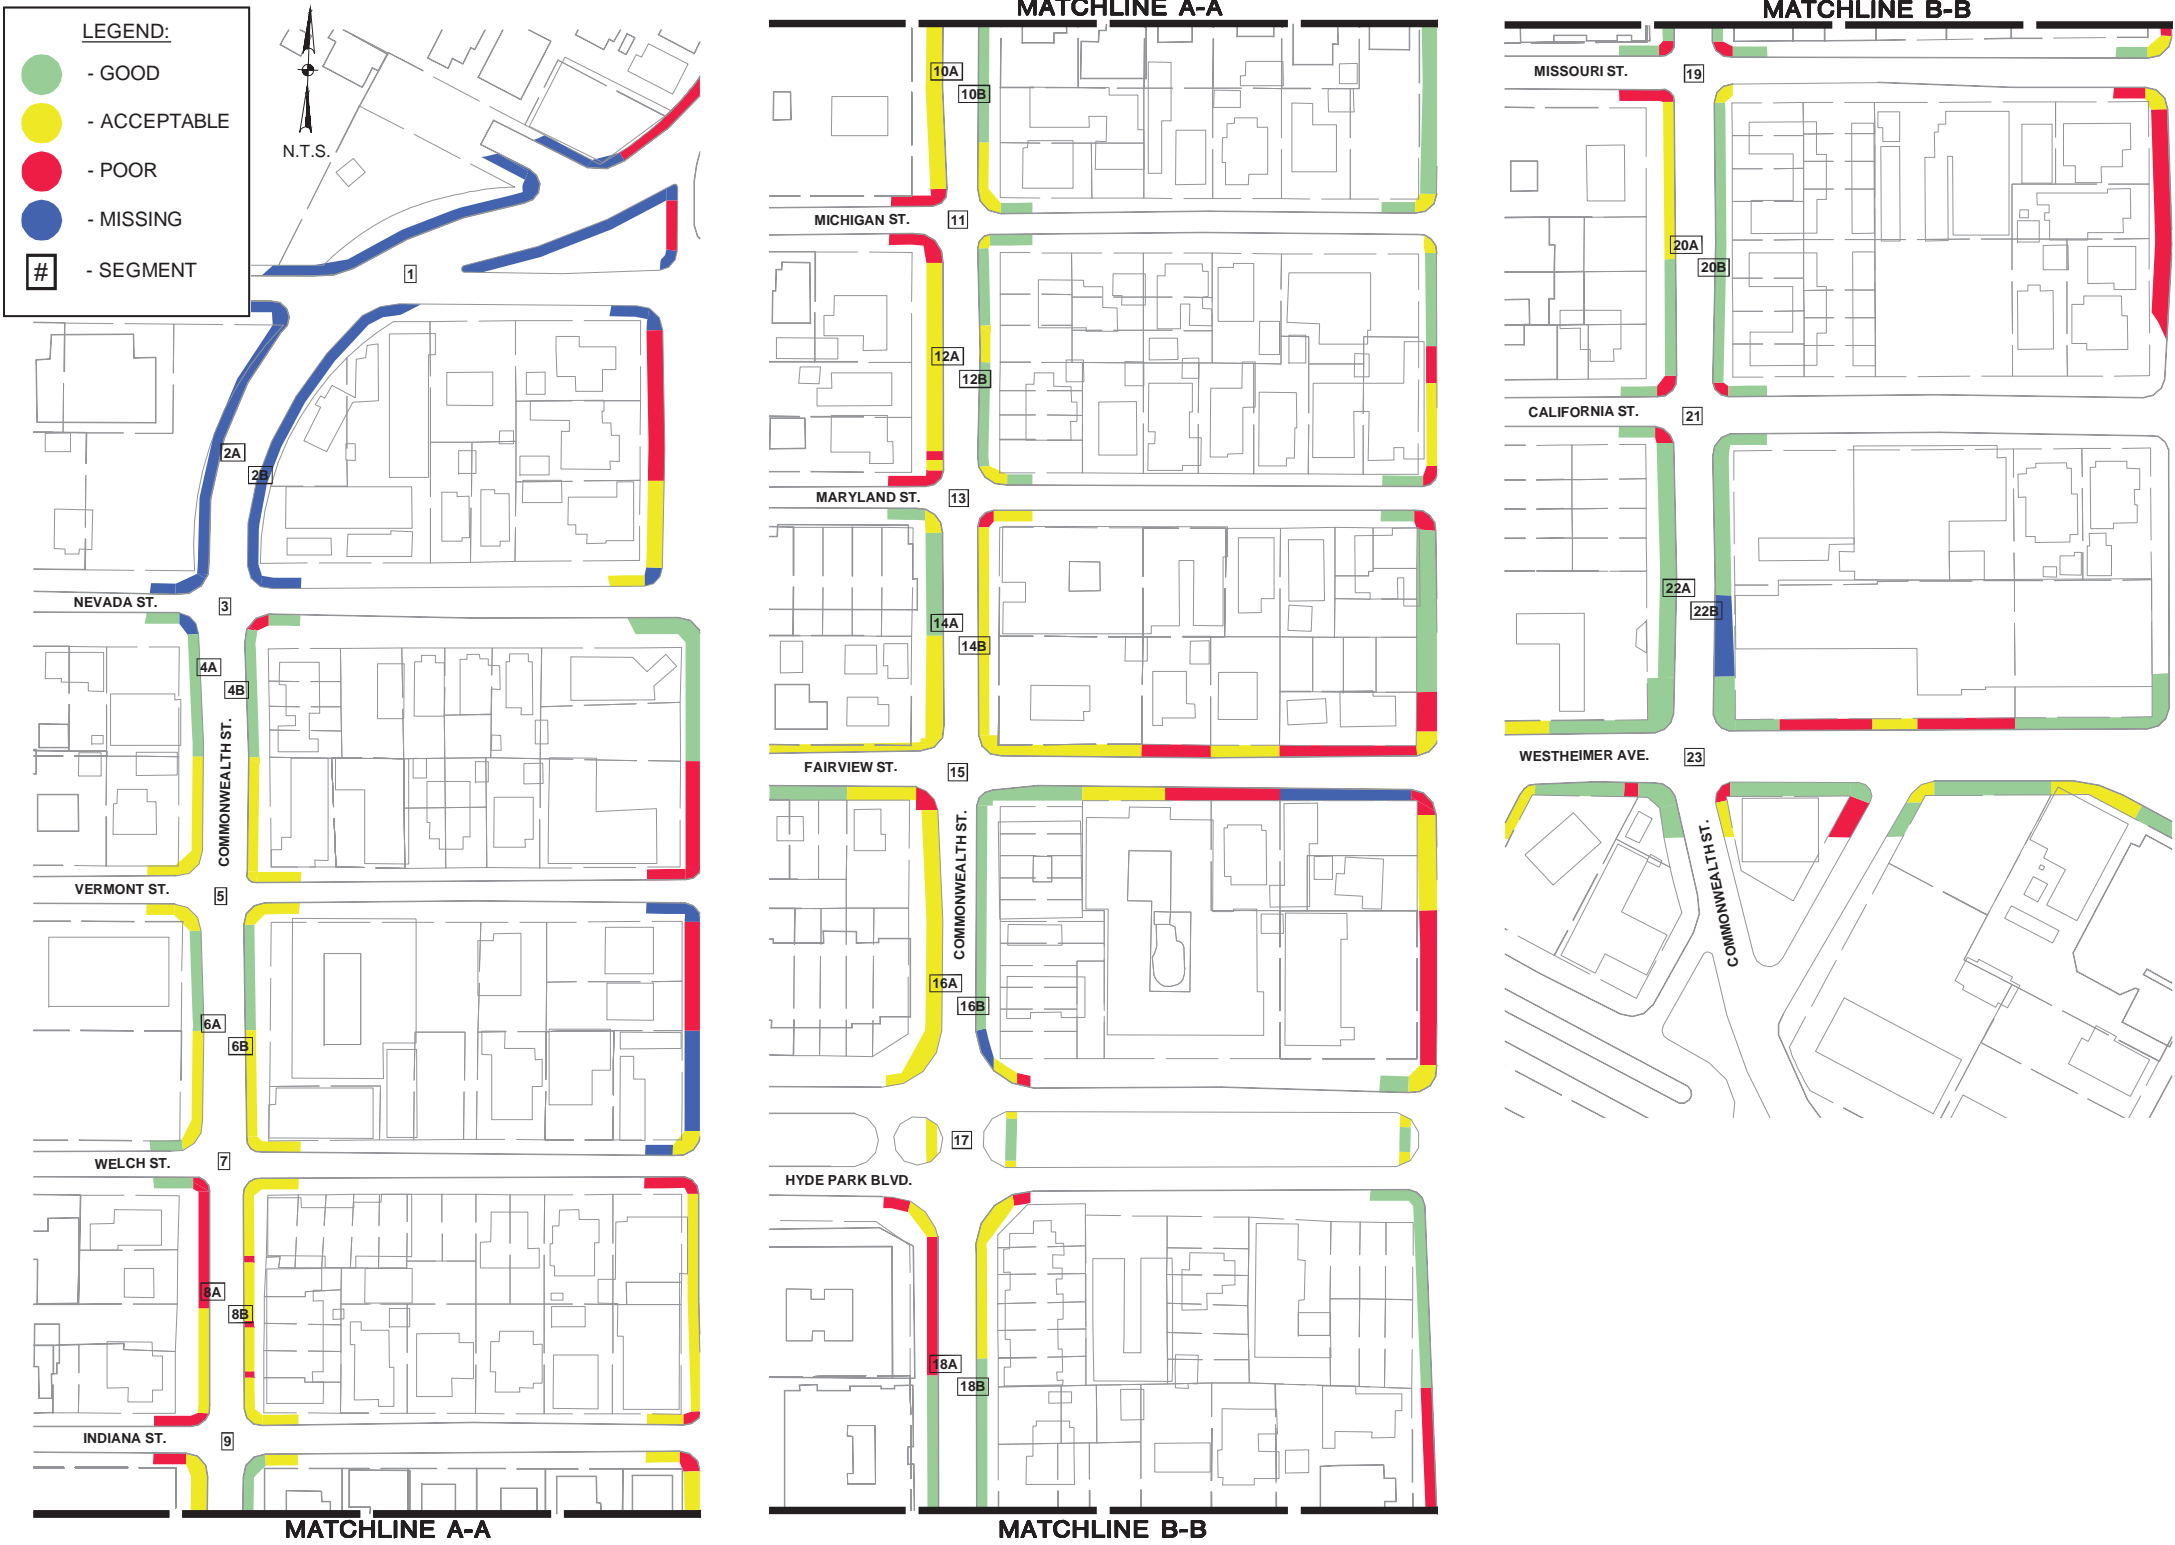 LEGEND:
- GOOD
- ACCEPTABLE
- POOR
- MISSING
# - SEGMENT
N.T.S.
1
2A
2B
NEVADA ST.
3
4A
4B
COMMONWEALTH ST.
VERMONT ST.
5
6A
6B
WELCH ST.
7
8A
8B
INDIANA ST.
9
MATCHLINE A-A
MATCHLINE A-A
10A
10B
MICHIGAN ST.
11
12A
12B
MARYLAND ST.
13
14A
14B
FAIRVIEW ST.
15
COMMONWEALTH ST.
16A
16B
17
HYDE PARK BLVD.
18A
18B
MATCHLINE B-B
MATCHLINE B-B
MISSOURI ST.
19
20A
20B
CALIFORNIA ST.
21
22A
22B
WESTHEIMER AVE.
23
COMMONWEALTH ST.